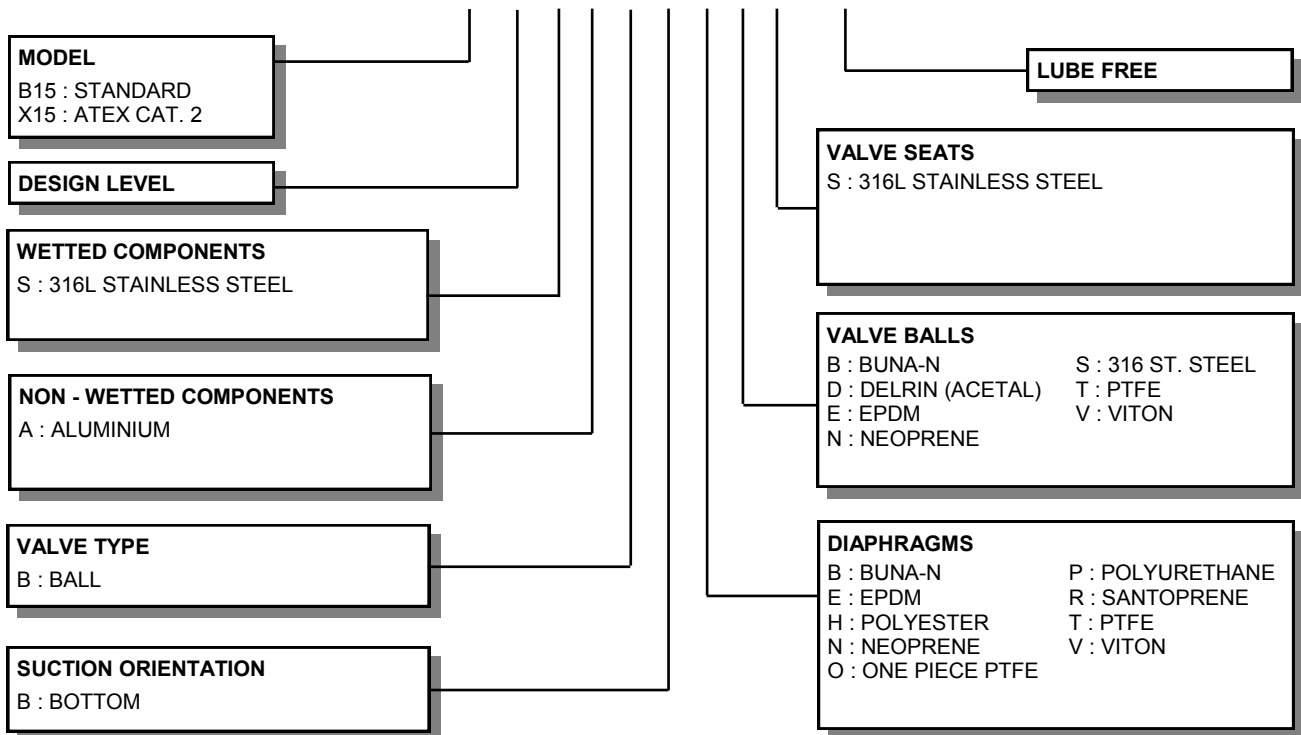 MODEL
B15 : STANDARD
X15 : ATEX CAT. 2
DESIGN LEVEL
WETTED COMPONENTS
S : 316L STAINLESS STEEL
NON - WETTED COMPONENTS
A : ALUMINIUM
VALVE TYPE
B : BALL
SUCTION ORIENTATION
B : BOTTOM
LUBE FREE
VALVE SEATS
S : 316L STAINLESS STEEL
VALVE BALLS
B : BUNA-N S : 316 ST. STEEL
D : DELRIN (ACETAL) T : PTFE
E : EPDM V : VITON
N : NEOPRENE
DIAPHRAGMS
B : BUNA-N P : POLYURETHANE
E : EPDM R : SANTOPRENE
H : POLYESTER T : PTFE
N : NEOPRENE V : VITON
O : ONE PIECE PTFE